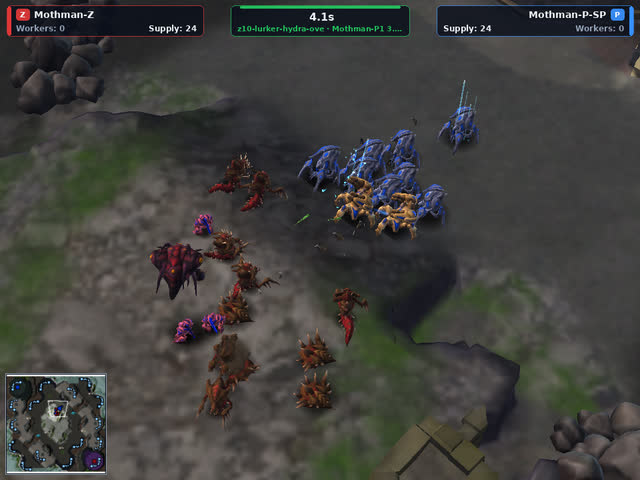 Z Mothman-Z
Workers: 0 Supply: 24
4.1s
z10-lurker-hydra-ove · Mothman-P1 3....
Mothman-P-SP P
Supply: 24 Workers: 0